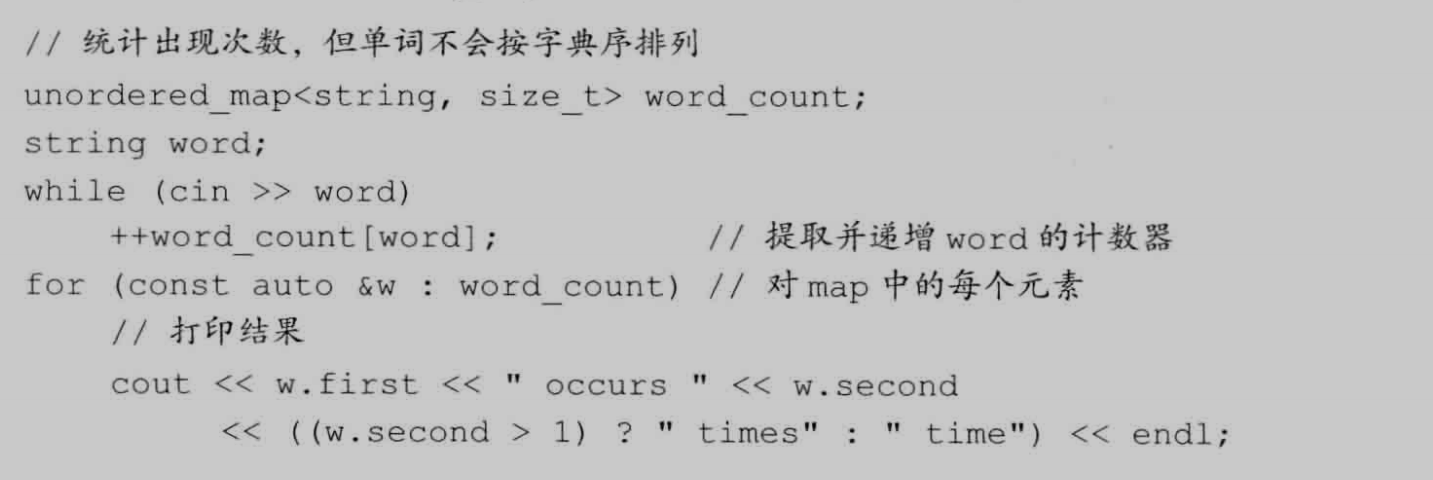 // 统计出现次数，但单词不会按字典序排列
unordered_map<string, size_t> word_count;
string word;
while (cin >> word)
    ++word_count[word];            // 提取并递增 word 的计数器
for (const auto &w : word_count) // 对 map 中的每个元素
    // 打印结果
    cout << w.first << " occurs " << w.second
         << ((w.second > 1) ? " times" : " time") << endl;